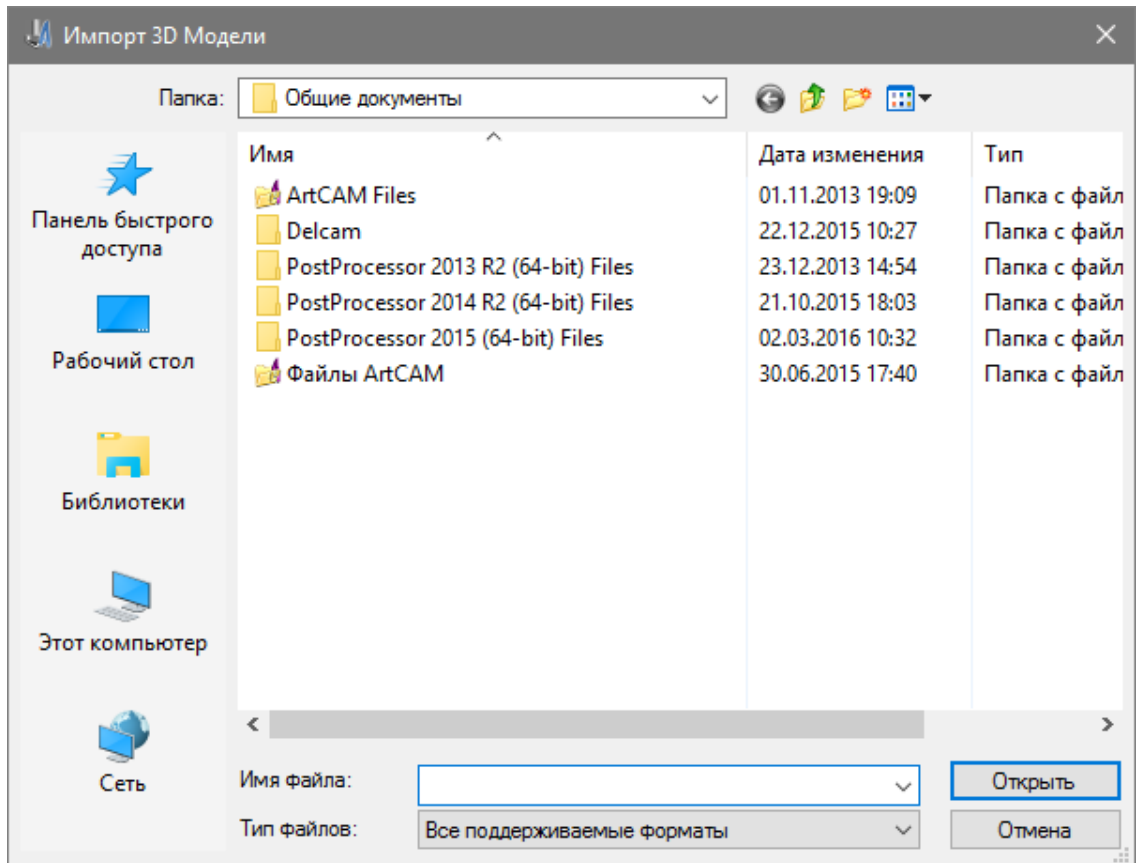 Импорт 3D Модели
Папка: Общие документы
Имя Дата изменения Тип
ArtCAM Files 01.11.2013 19:09 Папка с файл
Delcam 22.12.2015 10:27 Папка с файл
PostProcessor 2013 R2 (64-bit) Files 23.12.2013 14:54 Папка с файл
PostProcessor 2014 R2 (64-bit) Files 21.10.2015 18:03 Папка с файл
PostProcessor 2015 (64-bit) Files 02.03.2016 10:32 Папка с файл
Файлы ArtCAM 30.06.2015 17:40 Папка с файл
Панель быстрого
доступа
Рабочий стол
Библиотеки
Этот компьютер
Сеть
Имя файла: Открыть
Тип файлов: Все поддерживаемые форматы Отмена